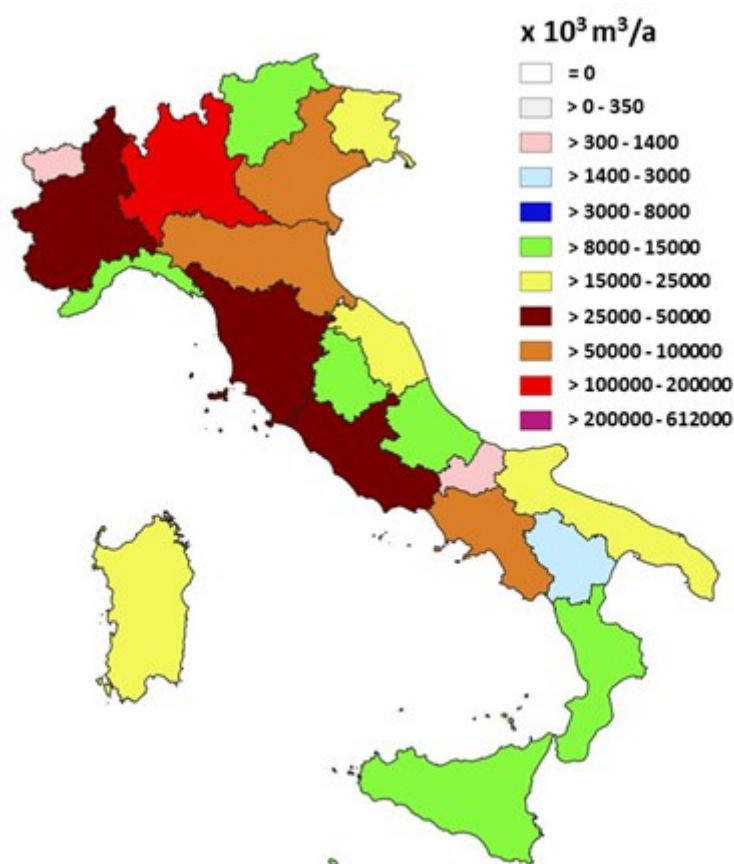 x 10³ m³/a
= 0
> 0 - 350
> 300 - 1400
> 1400 - 3000
> 3000 - 8000
> 8000 - 15000
> 15000 - 25000
> 25000 - 50000
> 50000 - 100000
> 100000 - 200000
> 200000 - 612000